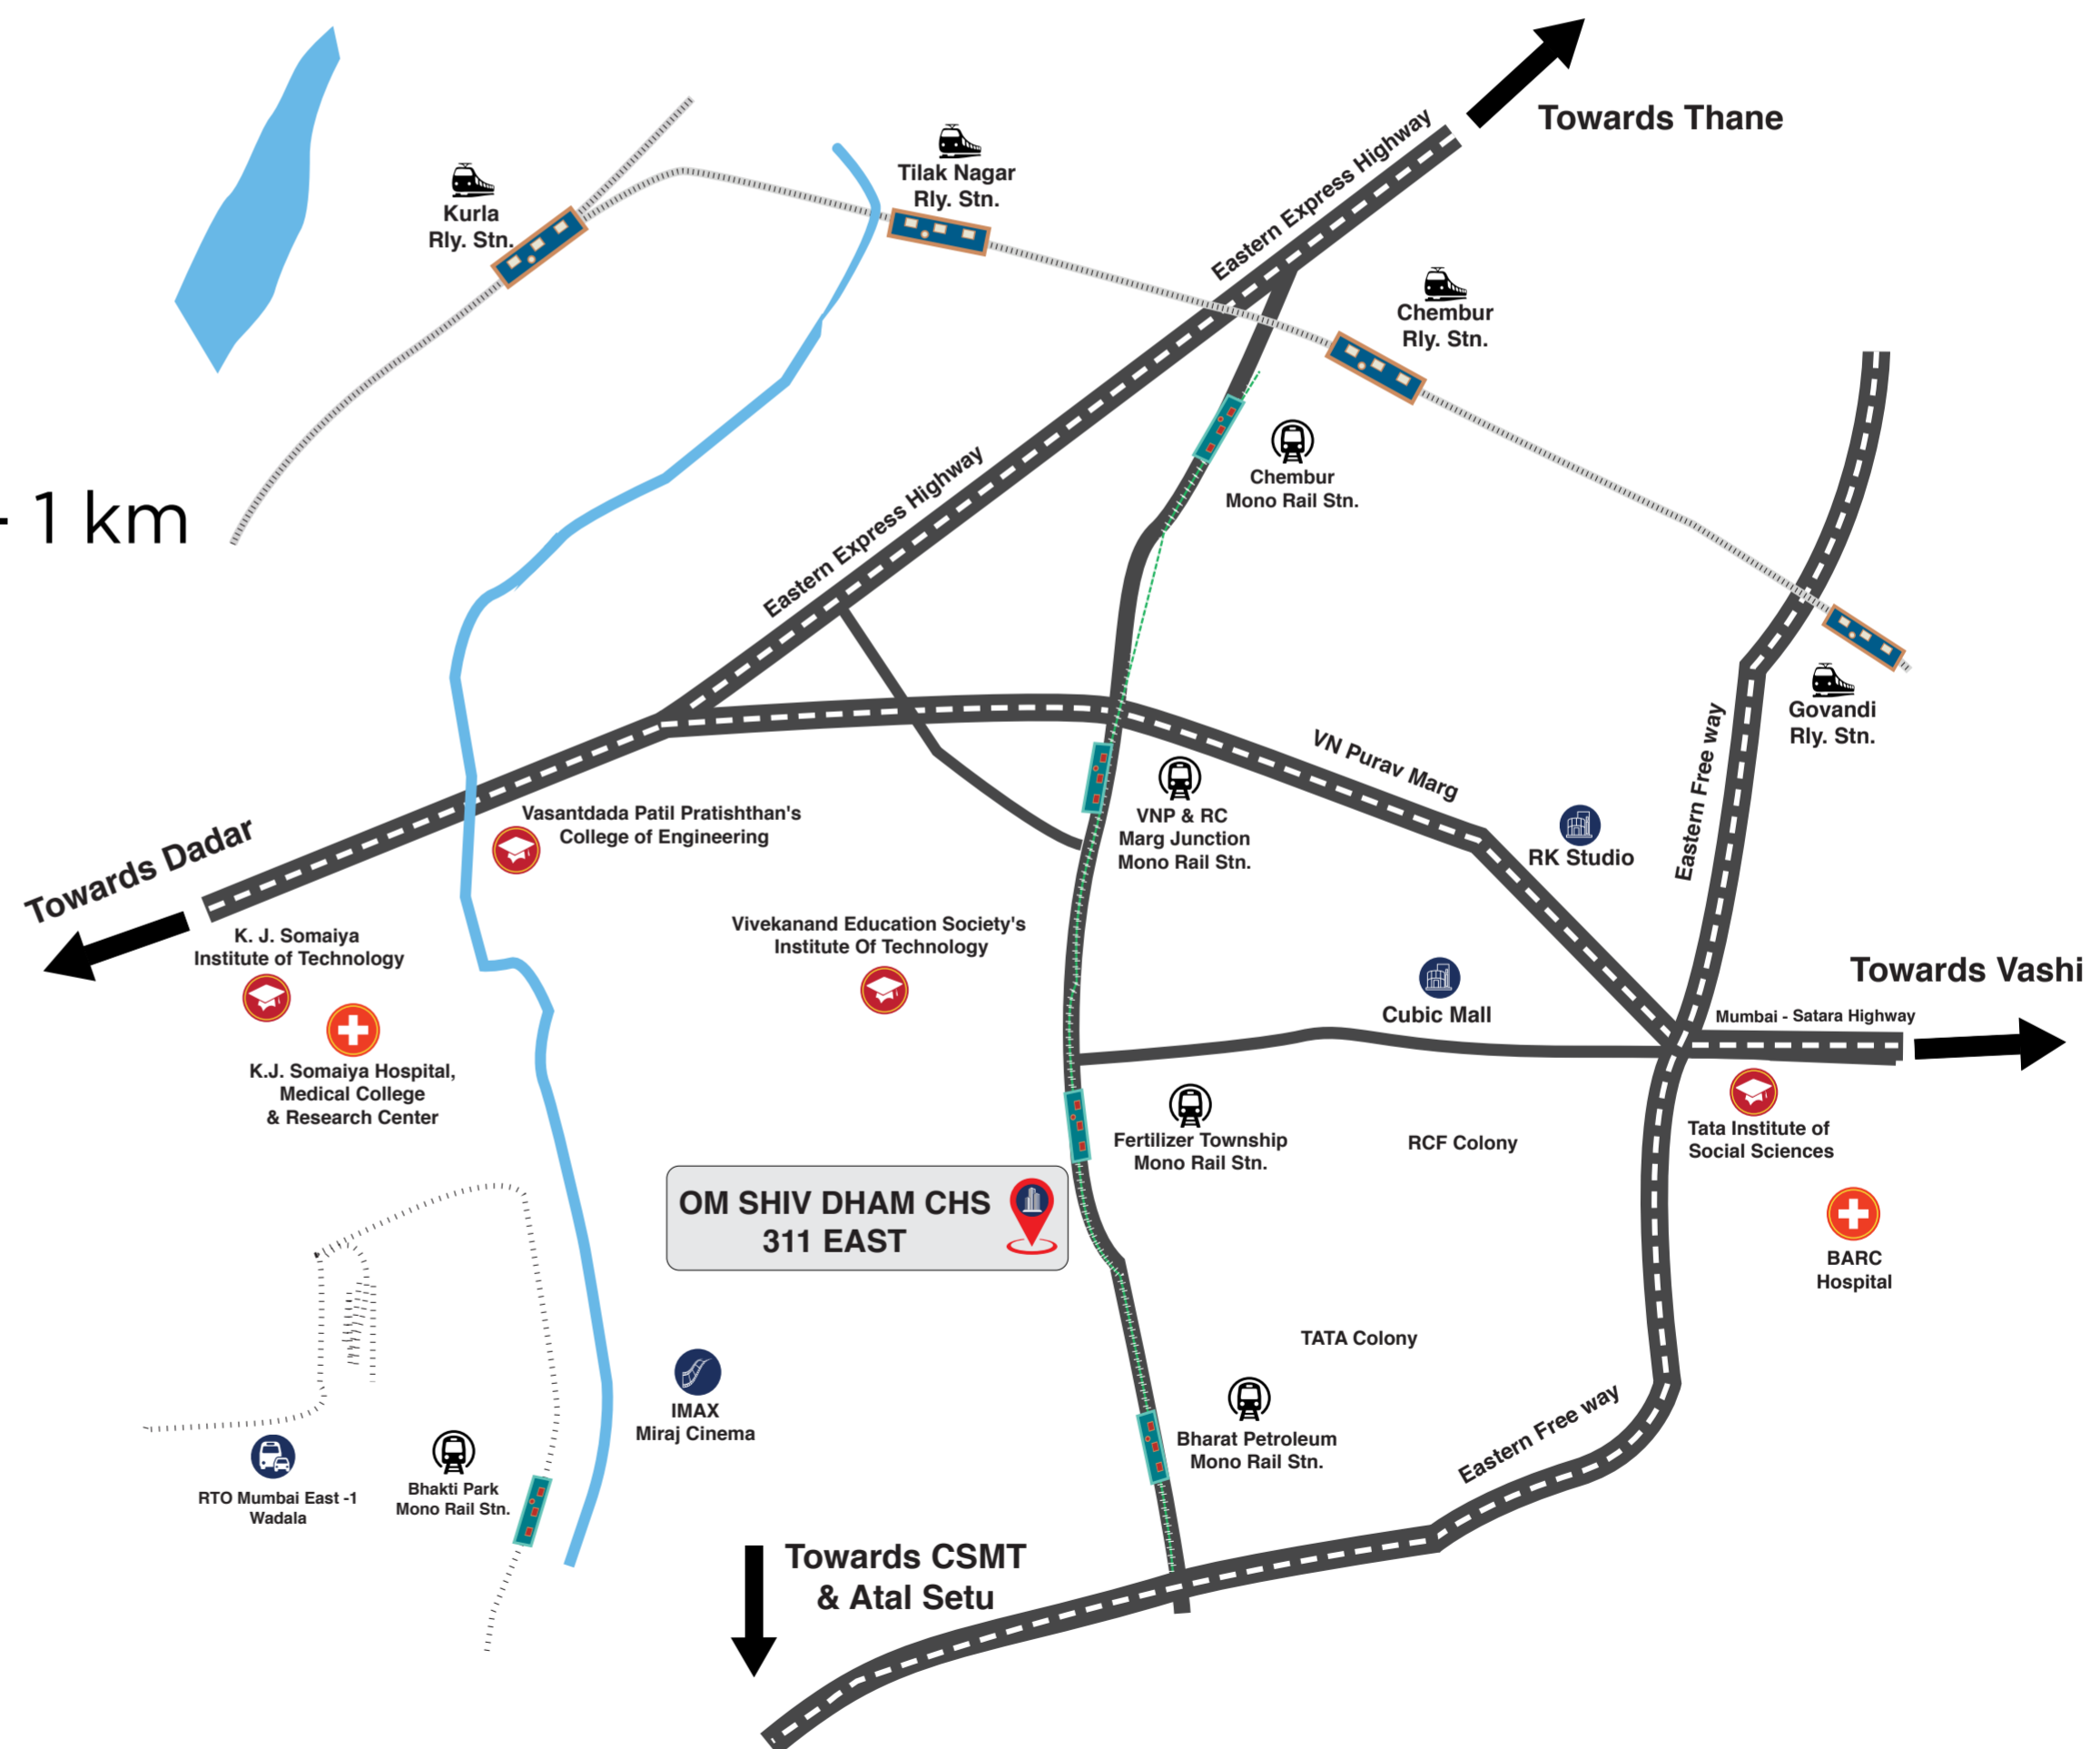 Towards Thane
Eastern Express Highway
Tilak Nagar
Rly. Stn.
Kurla
Rly. Stn.
Chembur
Rly. Stn.
Chembur
Mono Rail Stn.
- 1 km
Eastern Express Highway
Govandi
Rly. Stn.
Eastern Free way
VN Purav Marg
VNP & RC
Marg Junction
Mono Rail Stn.
RK Studio
Vasantdada Patil Pratishthan's
College of Engineering
Towards Dadar
K. J. Somaiya
Institute of Technology
Vivekanand Education Society's
Institute Of Technology
Cubic Mall
Towards Vashi
Mumbai - Satara Highway
K.J. Somaiya Hospital,
Medical College
& Research Center
Fertilizer Township
Mono Rail Stn.
RCF Colony
Tata Institute of
Social Sciences
OM SHIV DHAM CHS
311 EAST
BARC
Hospital
TATA Colony
IMAX
Miraj Cinema
Bharat Petroleum
Mono Rail Stn.
Eastern Free way
RTO Mumbai East -1
Wadala
Bhakti Park
Mono Rail Stn.
Towards CSMT
& Atal Setu